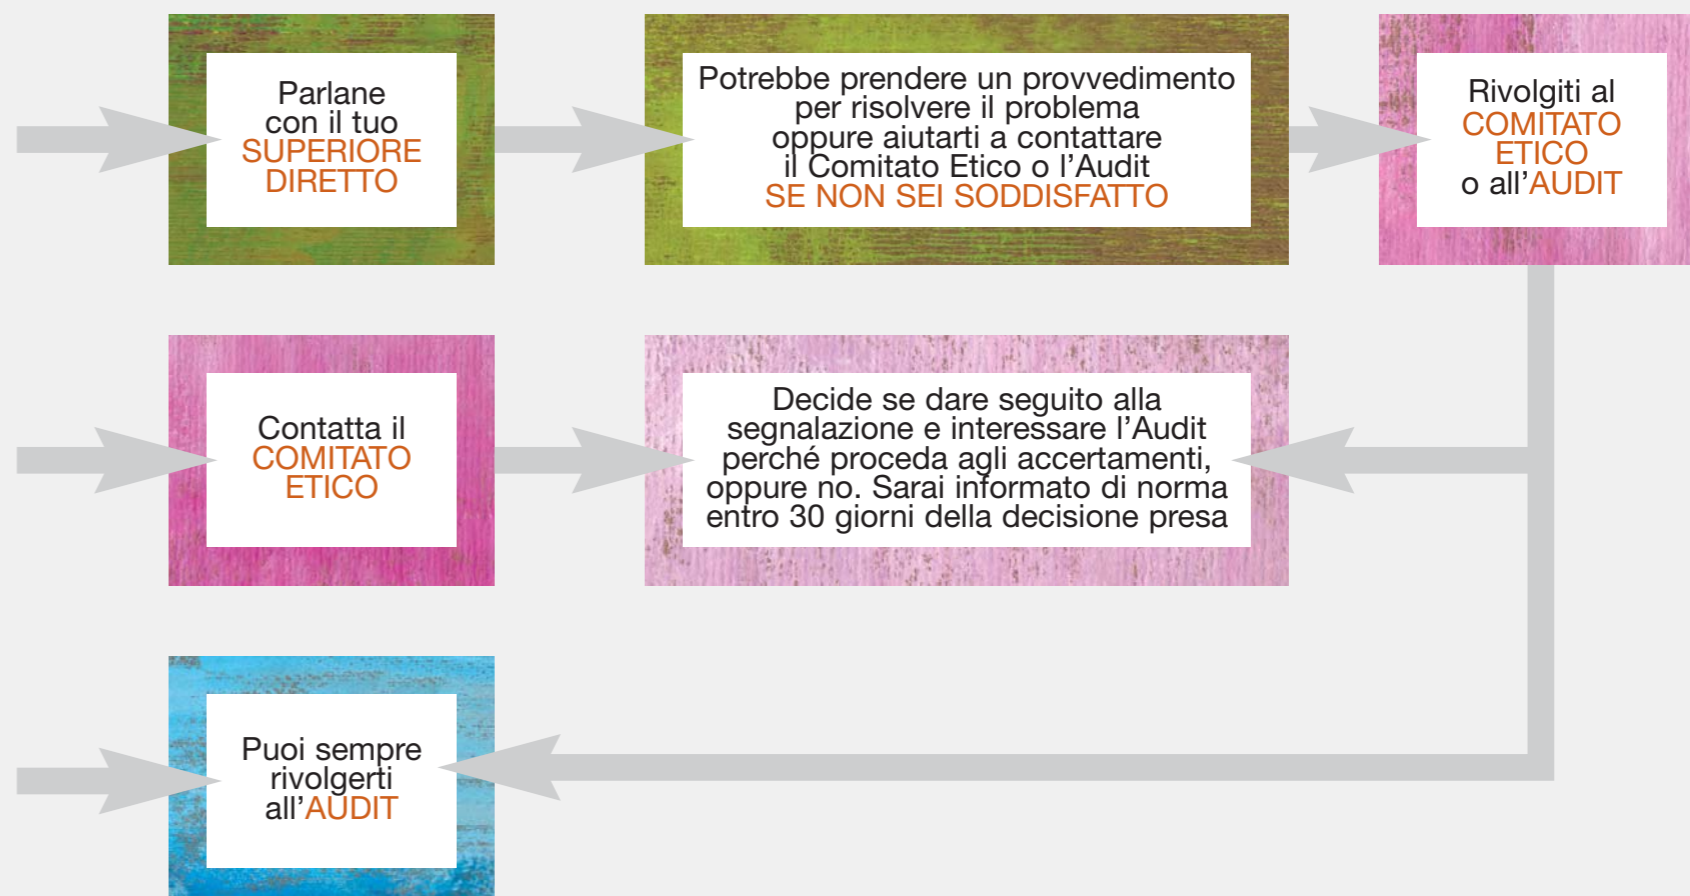 Parlane
con il tuo
SUPERIORE
DIRETTO
Potrebbe prendere un provvedimento
per risolvere il problema
oppure aiutarti a contattare
il Comitato Etico o l’Audit
SE NON SEI SODDISFATTO
Rivolgiti al
COMITATO
ETICO
o all’AUDIT
Contatta il
COMITATO
ETICO
Decide se dare seguito alla
segnalazione e interessare l’Audit
perché proceda agli accertamenti,
oppure no. Sarai informato di norma
entro 30 giorni della decisione presa
Puoi sempre
rivolgerti
all’AUDIT